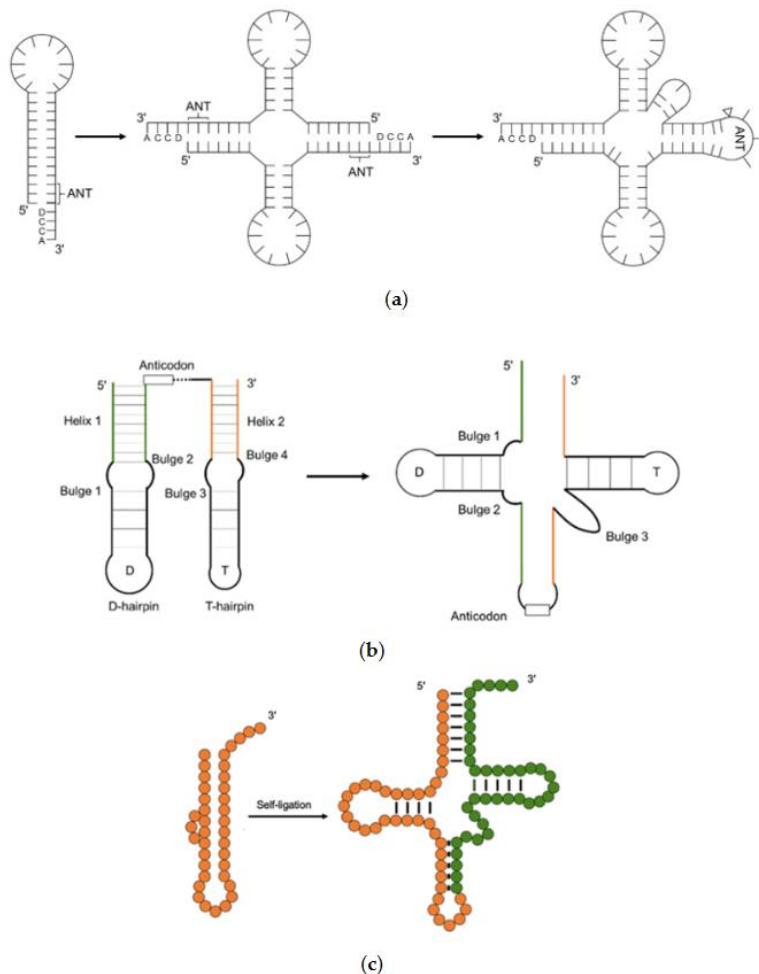 ANT
5'
D
C
C
A
3'
3'
ANT
A C C D
5'
5'
D C C A
ANT
3'
3'
A C C D
5'
ANT
(a)
Anticodon
5'
3'
Helix 1
Helix 2
Bulge 2
Bulge 4
Bulge 1
Bulge 3
D
T
D-hairpin
T-hairpin
5'
3'
Bulge 1
D
T
Bulge 2
Bulge 3
Anticodon
(b)
3'
Self-ligation
5'
3'
(c)